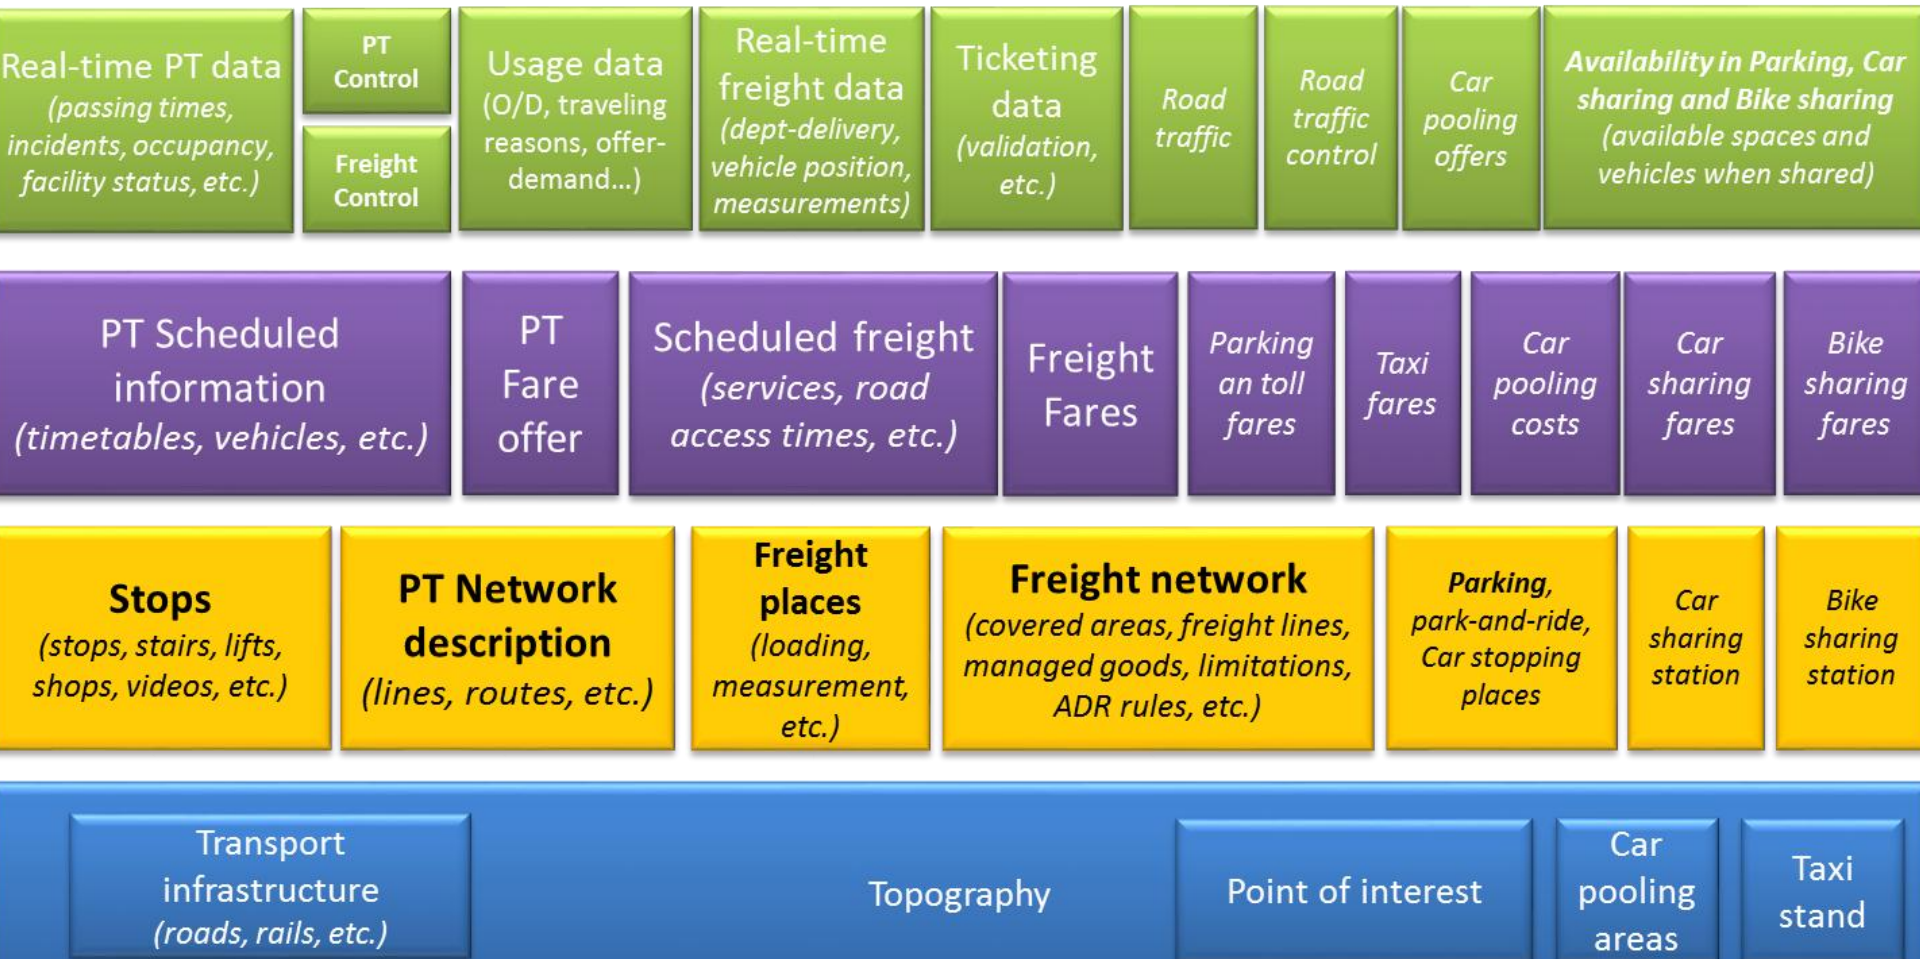 Real-time PT data
(passing times,
incidents, occupancy,
facility status, etc.)
PT
Control
Freight
Control
Usage data
(O/D, traveling
reasons, offer-
demand...)
Real-time
freight data
(dept-delivery,
vehicle position,
measurements)
Ticketing
data
(validation,
etc.)
Road
traffic
Road
traffic
control
Car
pooling
offers
Availability in Parking, Car
sharing and Bike sharing
(available spaces and
vehicles when shared)
PT Scheduled
information
(timetables, vehicles, etc.)
PT
Fare
offer
Scheduled freight
(services, road
access times, etc.)
Freight
Fares
Parking
an toll
fares
Taxi
fares
Car
pooling
costs
Car
sharing
fares
Bike
sharing
fares
Stops
(stops, stairs, lifts,
shops, videos, etc.)
PT Network
description
(lines, routes, etc.)
Freight
places
(loading,
measurement,
etc.)
Freight network
(covered areas, freight lines,
managed goods, limitations,
ADR rules, etc.)
Parking,
park-and-ride,
Car stopping
places
Car
sharing
station
Bike
sharing
station
Transport
infrastructure
(roads, rails, etc.)
Topography
Point of interest
Car
pooling
areas
Taxi
stand